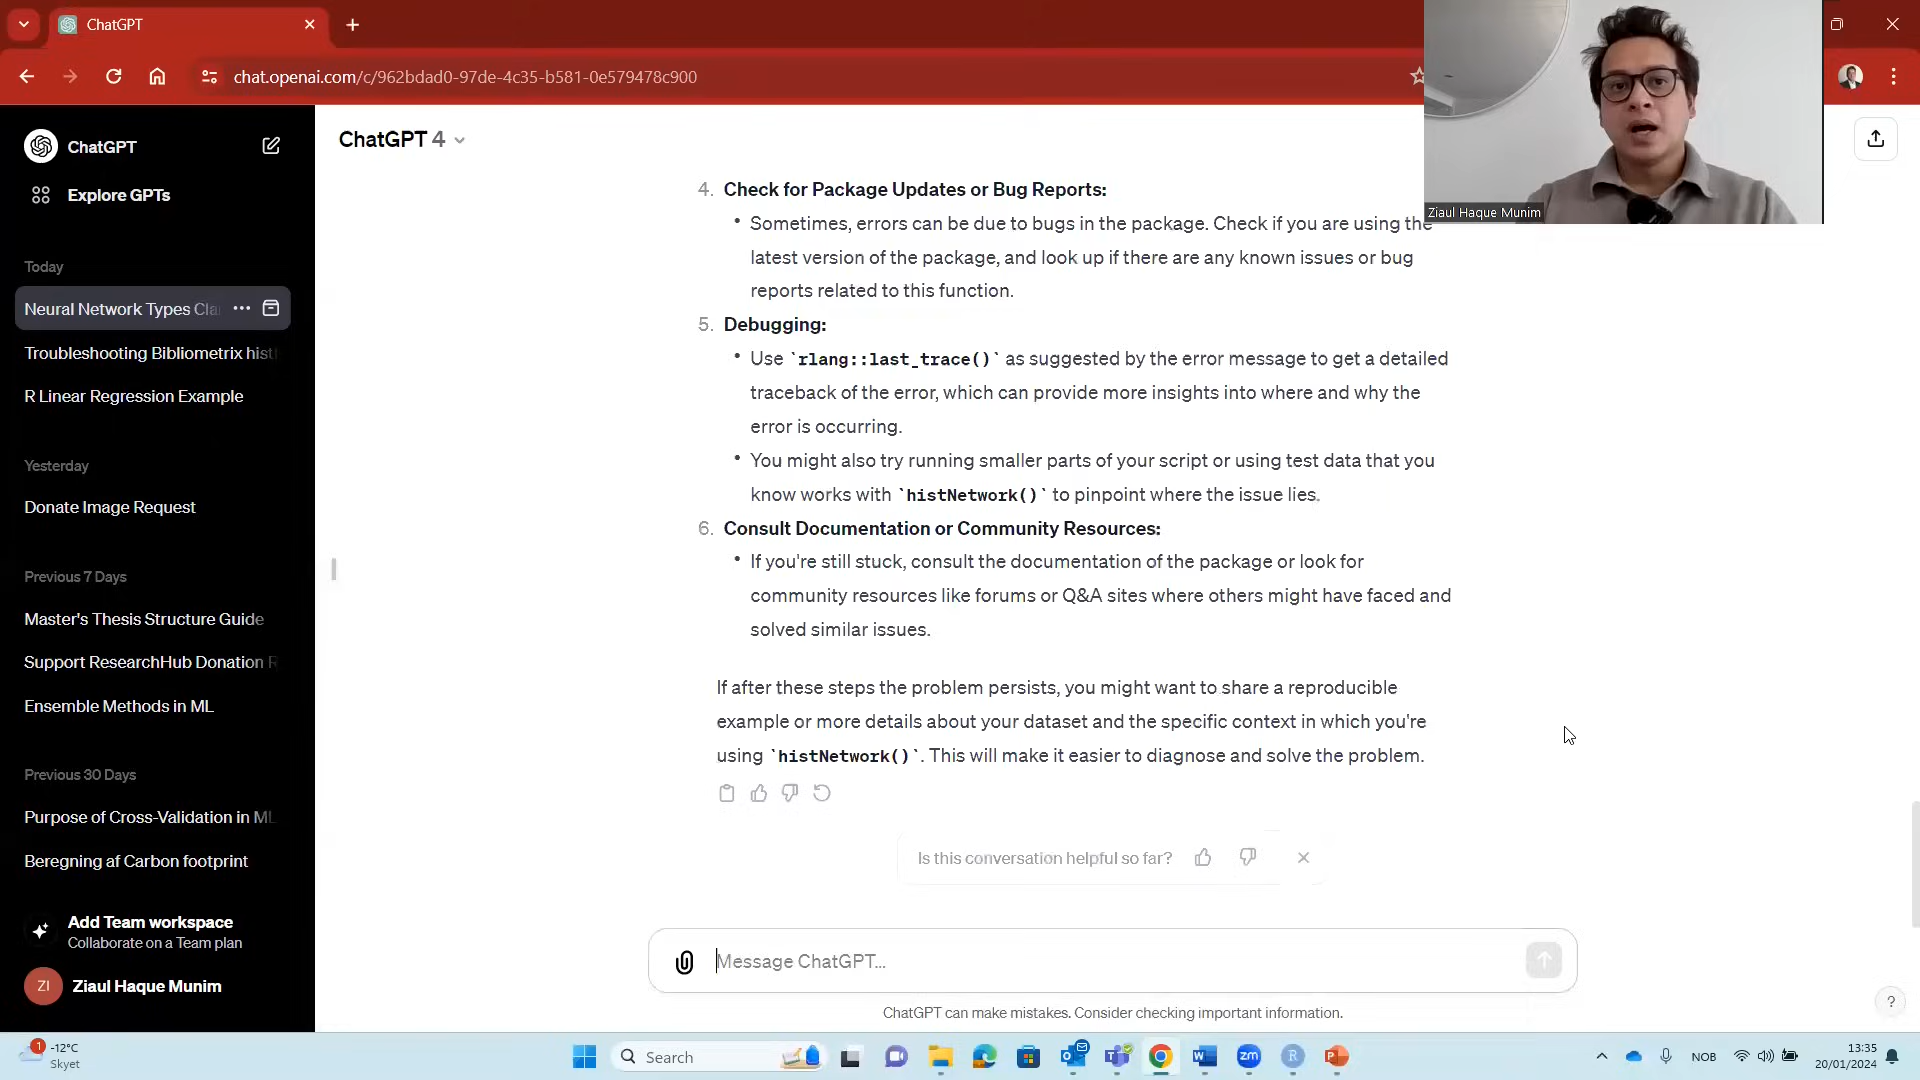 ChatGPT
chat.openai.com/c/962bdad0-97de-4c35-b581-0e579478c900
Ziaul Haque Munim
ChatGPT
Explore GPTs
Today
Neural Network Types Cla
Troubleshooting Bibliometrix hist
R Linear Regression Example
Yesterday
Donate Image Request
Previous 7 Days
Master's Thesis Structure Guide
Support ResearchHub Donation R
Ensemble Methods in ML
Previous 30 Days
Purpose of Cross-Validation in ML
Beregning af Carbon footprint
Add Team workspace
Collaborate on a Team plan
ZI Ziaul Haque Munim
ChatGPT 4
4. Check for Package Updates or Bug Reports:
• Sometimes, errors can be due to bugs in the package. Check if you are using the
latest version of the package, and look up if there are any known issues or bug
reports related to this function.
5. Debugging:
• Use `rlang::last_trace()` as suggested by the error message to get a detailed
traceback of the error, which can provide more insights into where and why the
error is occurring.
• You might also try running smaller parts of your script or using test data that you
know works with `histNetwork()` to pinpoint where the issue lies.
6. Consult Documentation or Community Resources:
• If you're still stuck, consult the documentation of the package or look for
community resources like forums or Q&A sites where others might have faced and
solved similar issues.
If after these steps the problem persists, you might want to share a reproducible
example or more details about your dataset and the specific context in which you're
using `histNetwork()`. This will make it easier to diagnose and solve the problem.
Is this conversation helpful so far?
Message ChatGPT...
ChatGPT can make mistakes. Consider checking important information.
?
1
-12°C
Skyet
Search
zm
R
NOB
13:35
20/01/2024